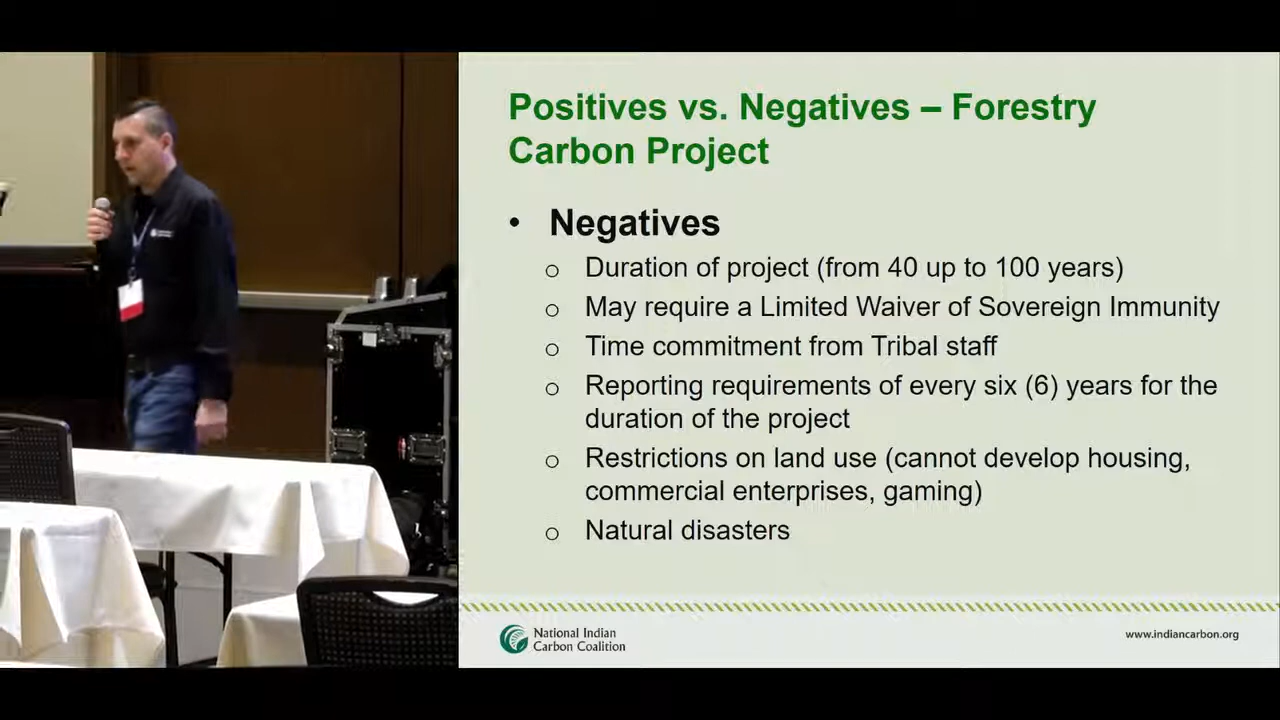 Positives vs. Negatives – Forestry
Carbon Project
• Negatives
o Duration of project (from 40 up to 100 years)
o May require a Limited Waiver of Sovereign Immunity
o Time commitment from Tribal staff
o Reporting requirements of every six (6) years for the
duration of the project
o Restrictions on land use (cannot develop housing,
commercial enterprises, gaming)
o Natural disasters
National Indian
Carbon Coalition
www.indiancarbon.org